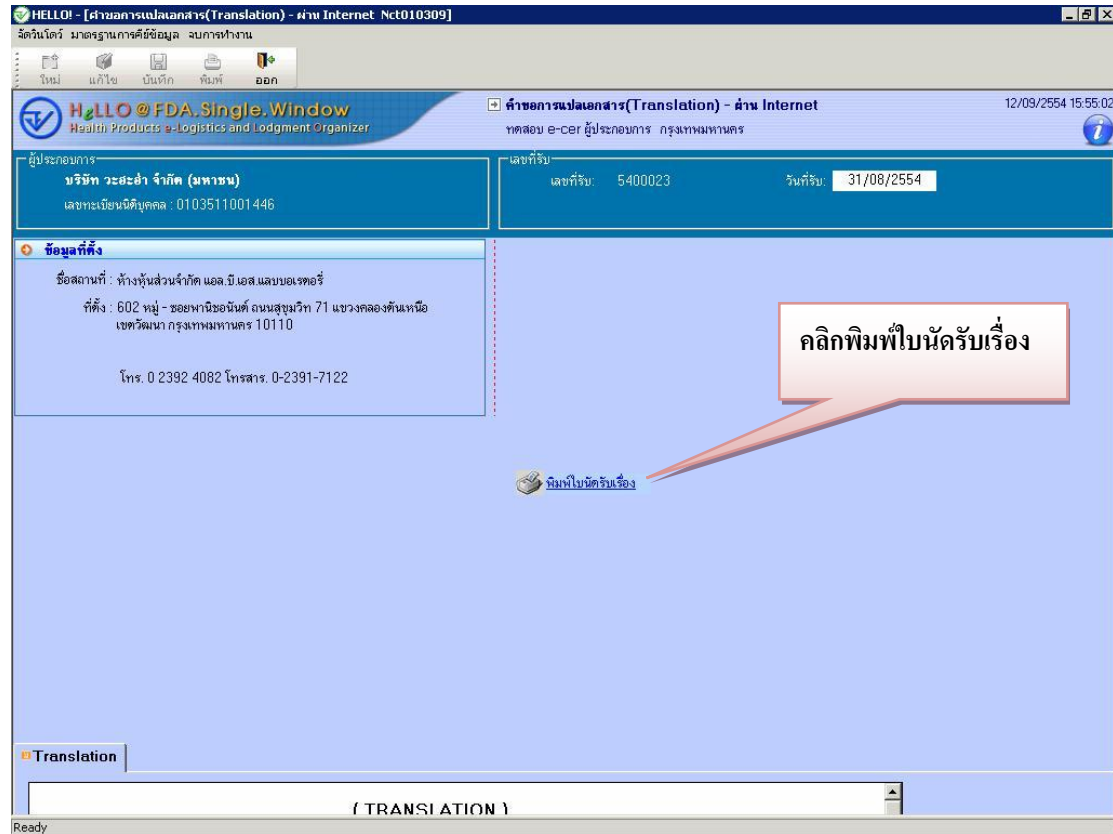 HELLO! - [คำขอการแปลเอกสาร(Translation) - ผ่าน Internet Nct010309]
จัดวินโดว์ มาตรฐานการคีย์ข้อมูล จบการทำงาน
ใหม่ แก้ไข บันทึก พิมพ์ ออก
HeLLO @ FDA.Single.Window
Health Products e-Logistics and Lodgment Organizer
คำขอการแปลเอกสาร(Translation) - ผ่าน Internet
12/09/2554 15:55:02
ทดสอบ e-cer ผู้ประกอบการ กรุงเทพมหานคร
ผู้ประกอบการ
บริษัท วะฮะฮ่า จำกัด (มหาชน)
เลขทะเบียนนิติบุคคล : 0103511001446
เลขที่รับ
เลขที่รับ: 5400023 วันที่รับ: 31/08/2554
ข้อมูลที่ตั้ง
ชื่อสถานที่ : ห้างหุ้นส่วนจำกัด แอล.บี.เอส.แลบบอเรทอรี่
ที่ตั้ง : 602 หมู่ - ซอยพานิชอนันต์ ถนนสุขุมวิท 71 แขวงคลองตันเหนือ
เขตวัฒนา กรุงเทพมหานคร 10110
โทร. 0 2392 4082 โทรสาร. 0-2391-7122
คลิกพิมพ์ใบนัดรับเรื่อง
พิมพ์ใบนัดรับเรื่อง
Translation
( TRANSLATION )
Ready